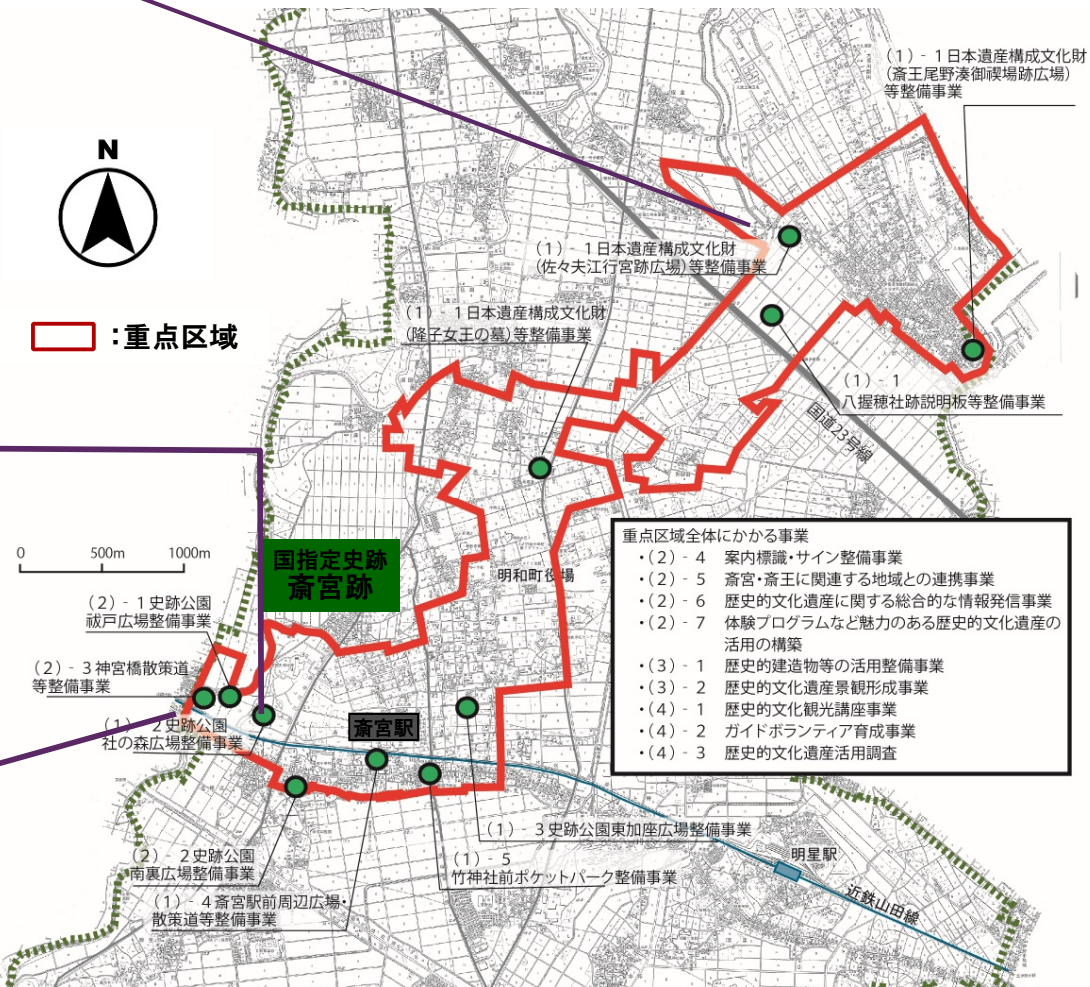 (1)-1日本遺産構成文化財
(斎王尾野湊御禊場跡広場)
等整備事業
N
(1)-1日本遺産構成文化財
(佐々夫江行宮跡広場)等整備事業
(1)-1日本遺産構成文化財
(隆子女王の墓)等整備事業
:重点区域
(1)-1
八握穂社跡説明板等整備事業
国道23号線
0 500m 1000m
国指定史跡
斎宮跡
明和町役場
重点区域全体にかかる事業
・(2)-4 案内標識・サイン整備事業
・(2)-5 斎宮・斎王に関連する地域との連携事業
・(2)-6 歴史的文化遺産に関する総合的な情報発信事業
・(2)-7 体験プログラムなど魅力のある歴史的文化遺産の
活用の構築
・(3)-1 歴史的建造物等の活用整備事業
・(3)-2 歴史的文化遺産景観形成事業
・(4)-1 歴史的文化観光講座事業
・(4)-2 ガイドボランティア育成事業
・(4)-3 歴史的文化遺産活用調査
(2)-1史跡公園
祓戸広場整備事業
(2)-3神宮橋散策道
等整備事業
(1)-2史跡公園
社の森広場整備事業
斎宮駅
(1)-3史跡公園東加座広場整備事業
(2)-2史跡公園
南裏広場整備事業
(1)-5
竹神社前ポケットパーク整備事業
(1)-4斎宮駅前周辺広場・
散策道等整備事業
明星駅
近鉄山田線